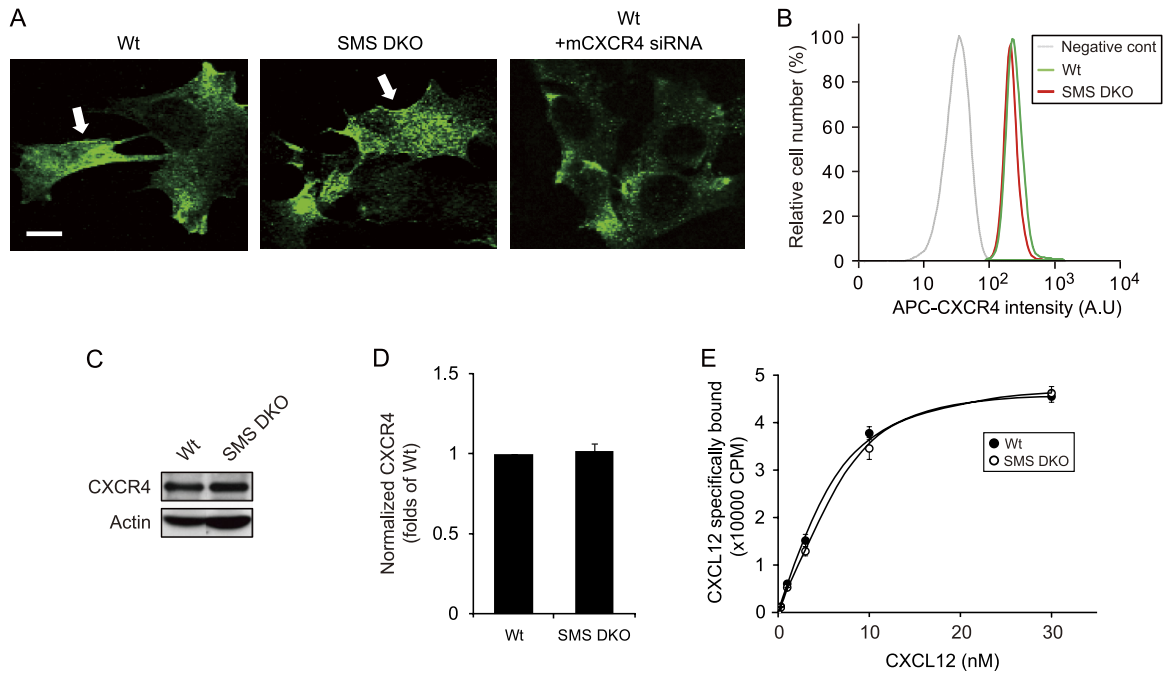 A
Wt
SMS DKO
Wt
+mCXCR4 siRNA
B
Relative cell number (%)
100
80
60
40
20
0
0
10
10²
10³
10⁴
APC-CXCR4 intensity (A.U)
Negative cont
Wt
SMS DKO
C
Wt
SMS DKO
CXCR4
Actin
D
Normalized CXCR4
(folds of Wt)
1.5
1
0.5
0
Wt
SMS DKO
E
CXCL12 specifically bound
(x10000 CPM)
5
4
3
2
1
0
0
10
20
30
CXCL12 (nM)
Wt
SMS DKO